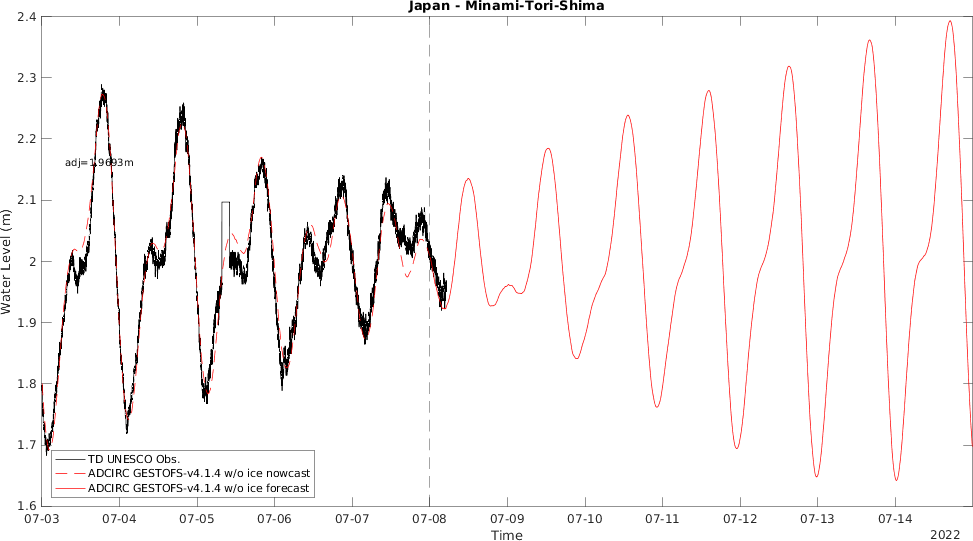 Japan - Minami-Tori-Shima
2.4
2.3
2.2
2.1
2
1.9
1.8
1.7
1.6
Water Level (m)
adj=1.9693m
TD UNESCO Obs.
ADCIRC GESTOFS-v4.1.4 w/o ice nowcast
ADCIRC GESTOFS-v4.1.4 w/o ice forecast
07-03 07-04 07-05 07-06 07-07 07-08 07-09 07-10 07-11 07-12 07-13 07-14
Time
2022